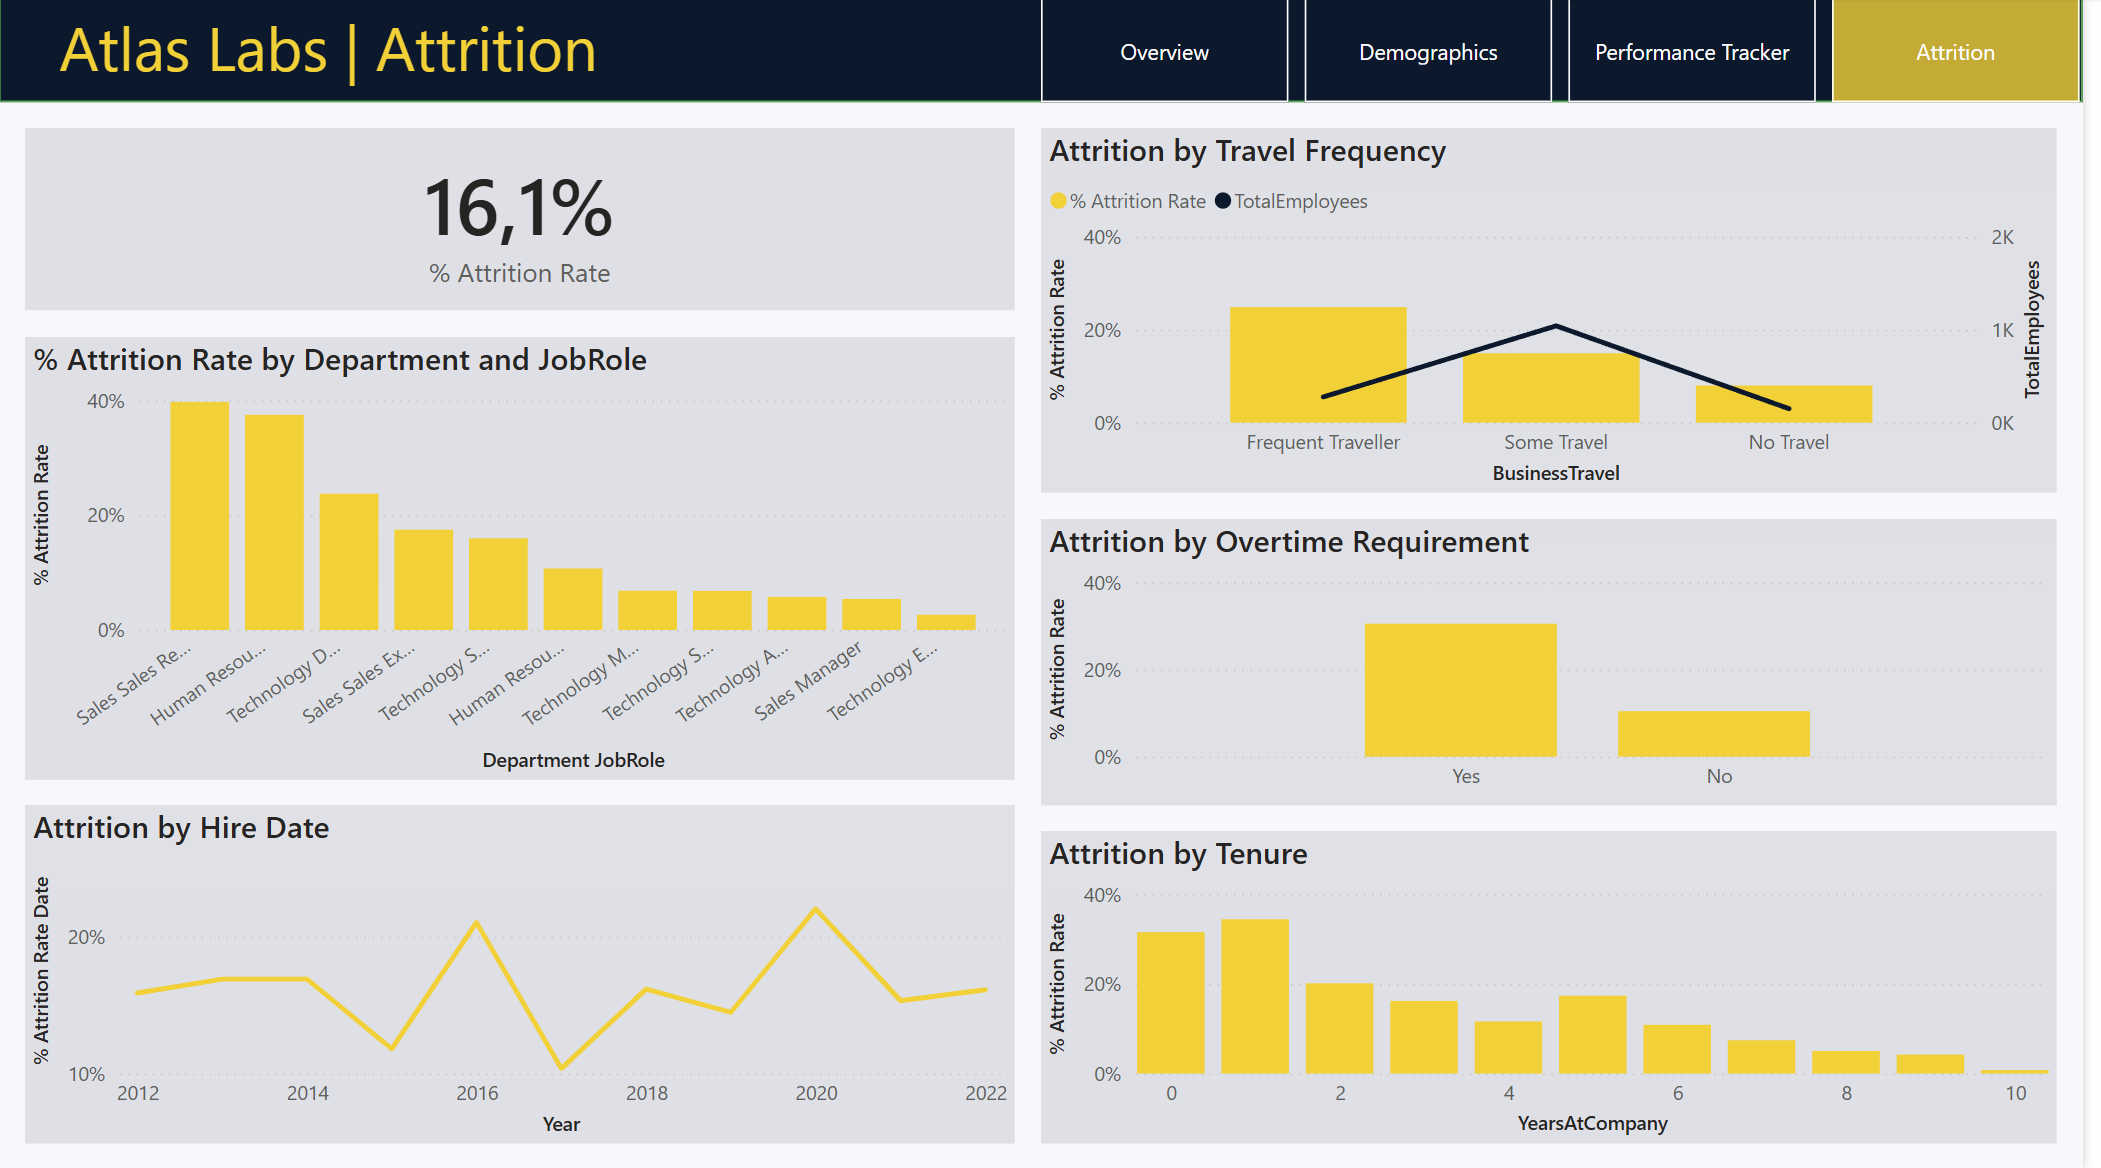 Atlas Labs | Attrition
Overview
Demographics
Performance Tracker
Attrition
16,1%
% Attrition Rate
% Attrition Rate by Department and JobRole
% Attrition Rate
40%
20%
0%
Sales Sales Re...
Human Resou...
Technology D...
Sales Sales Ex...
Technology S...
Human Resou...
Technology M...
Technology S...
Technology A...
Sales Manager
Technology E...
Department JobRole
Attrition by Hire Date
% Attrition Rate Date
20%
10%
2012
2014
2016
2018
2020
2022
Year
Attrition by Travel Frequency
% Attrition Rate
TotalEmployees
% Attrition Rate
40%
20%
0%
2K
1K
0K
TotalEmployees
Frequent Traveller
Some Travel
No Travel
BusinessTravel
Attrition by Overtime Requirement
% Attrition Rate
40%
20%
0%
Yes
No
Attrition by Tenure
% Attrition Rate
40%
20%
0%
0
2
4
6
8
10
YearsAtCompany